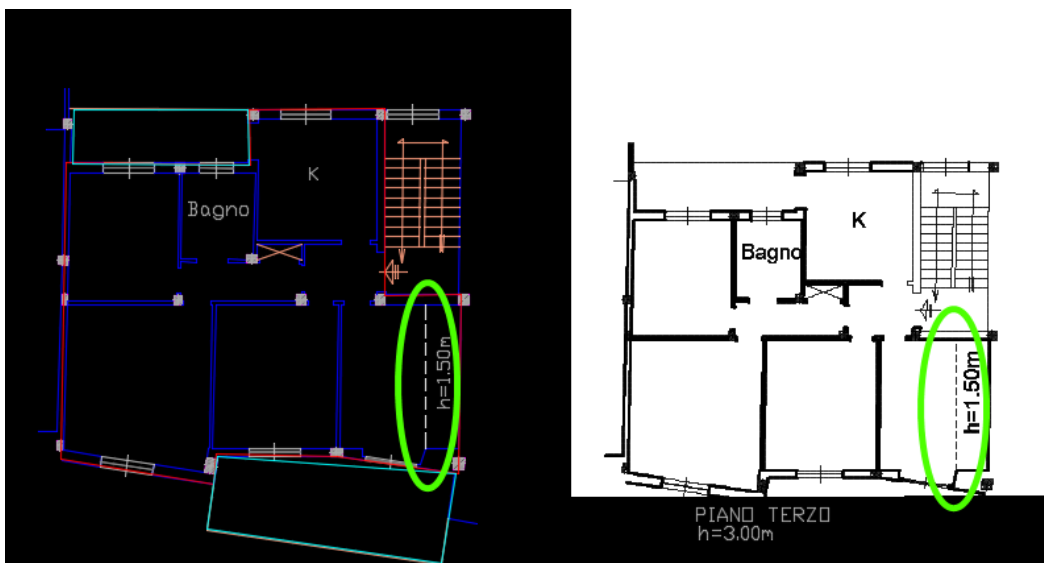 K
Bagno
h=1.50m
K
Bagno
h=1.50m
PIANO TERZO
h=3.00m